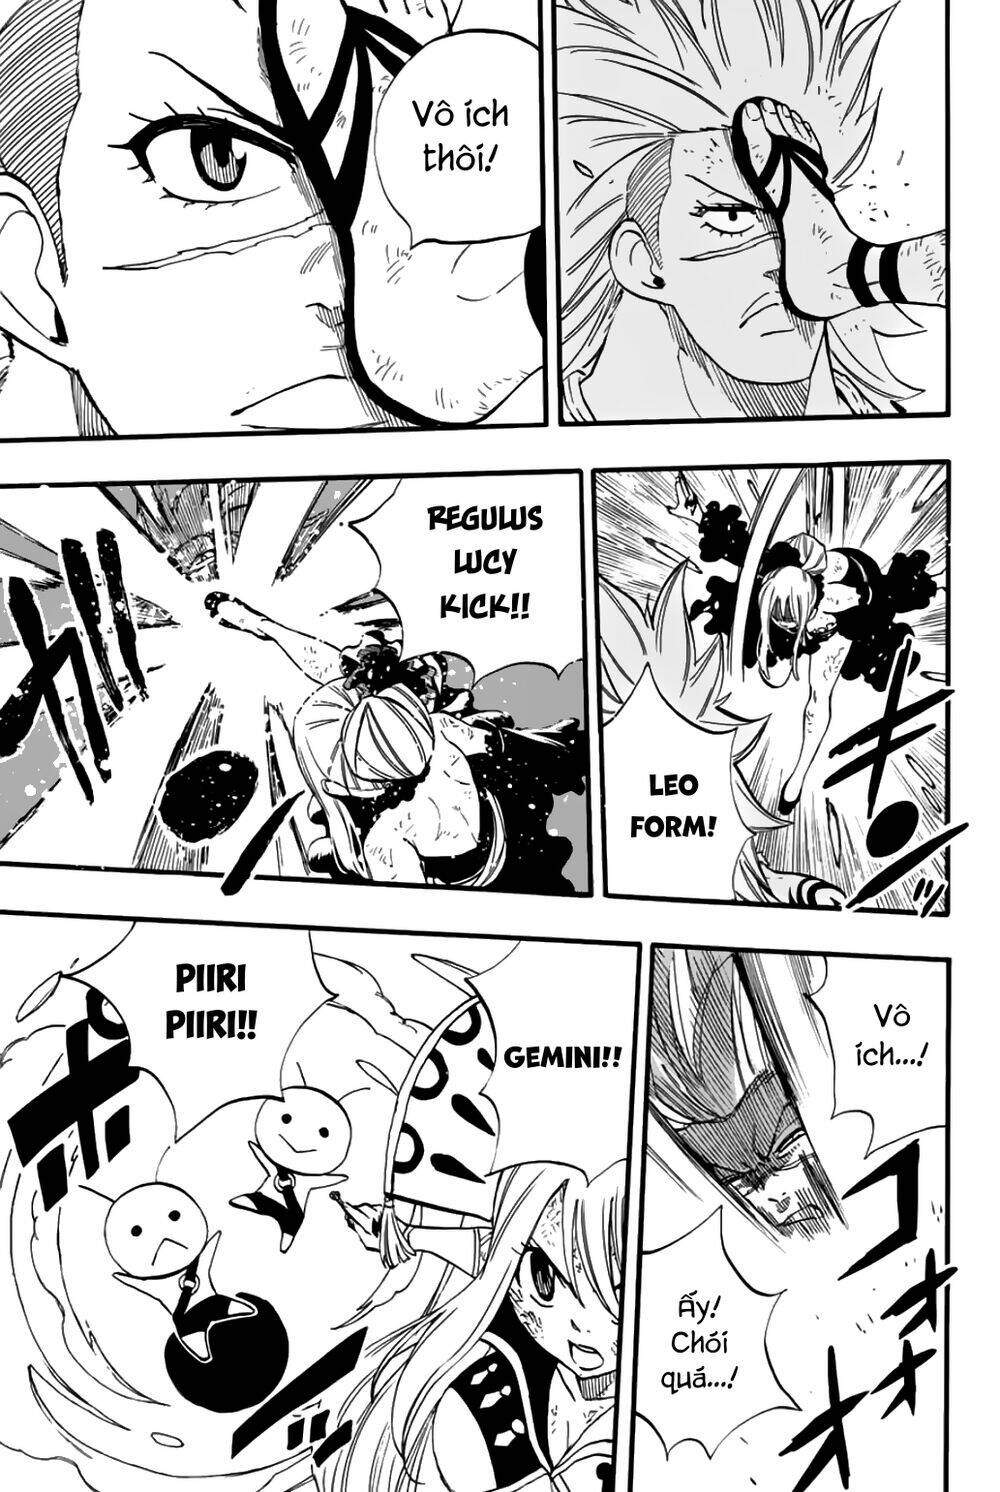 Vô ích
thôi!
LEO
FORM!
REGULUS
LUCY
KICK!!
Vô
ích...!
Ấy!
Chói
quá...!
GEMINI!!
PIIRI
PIIRI!!